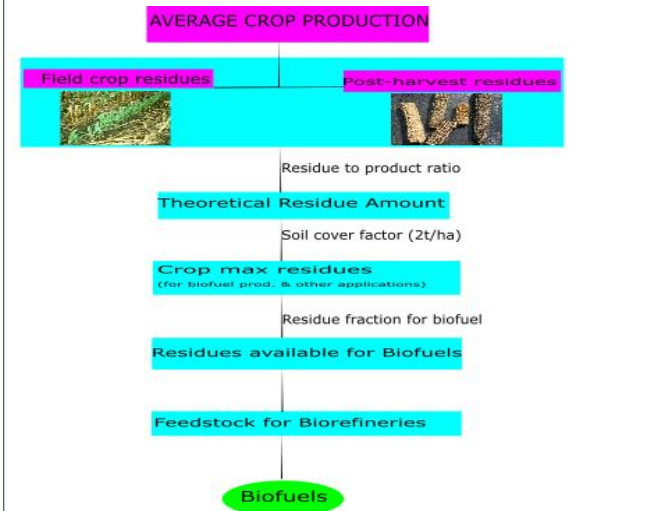 AVERAGE CROP PRODUCTION
Field crop residues
Post-harvest residues
Residue to product ratio
Theoretical Residue Amount
Soil cover factor (2t/ha)
Crop max residues
(for biofuel prod. & other applications)
Residue fraction for biofuel
Residues available for Biofuels
Feedstock for Biorefineries
Biofuels